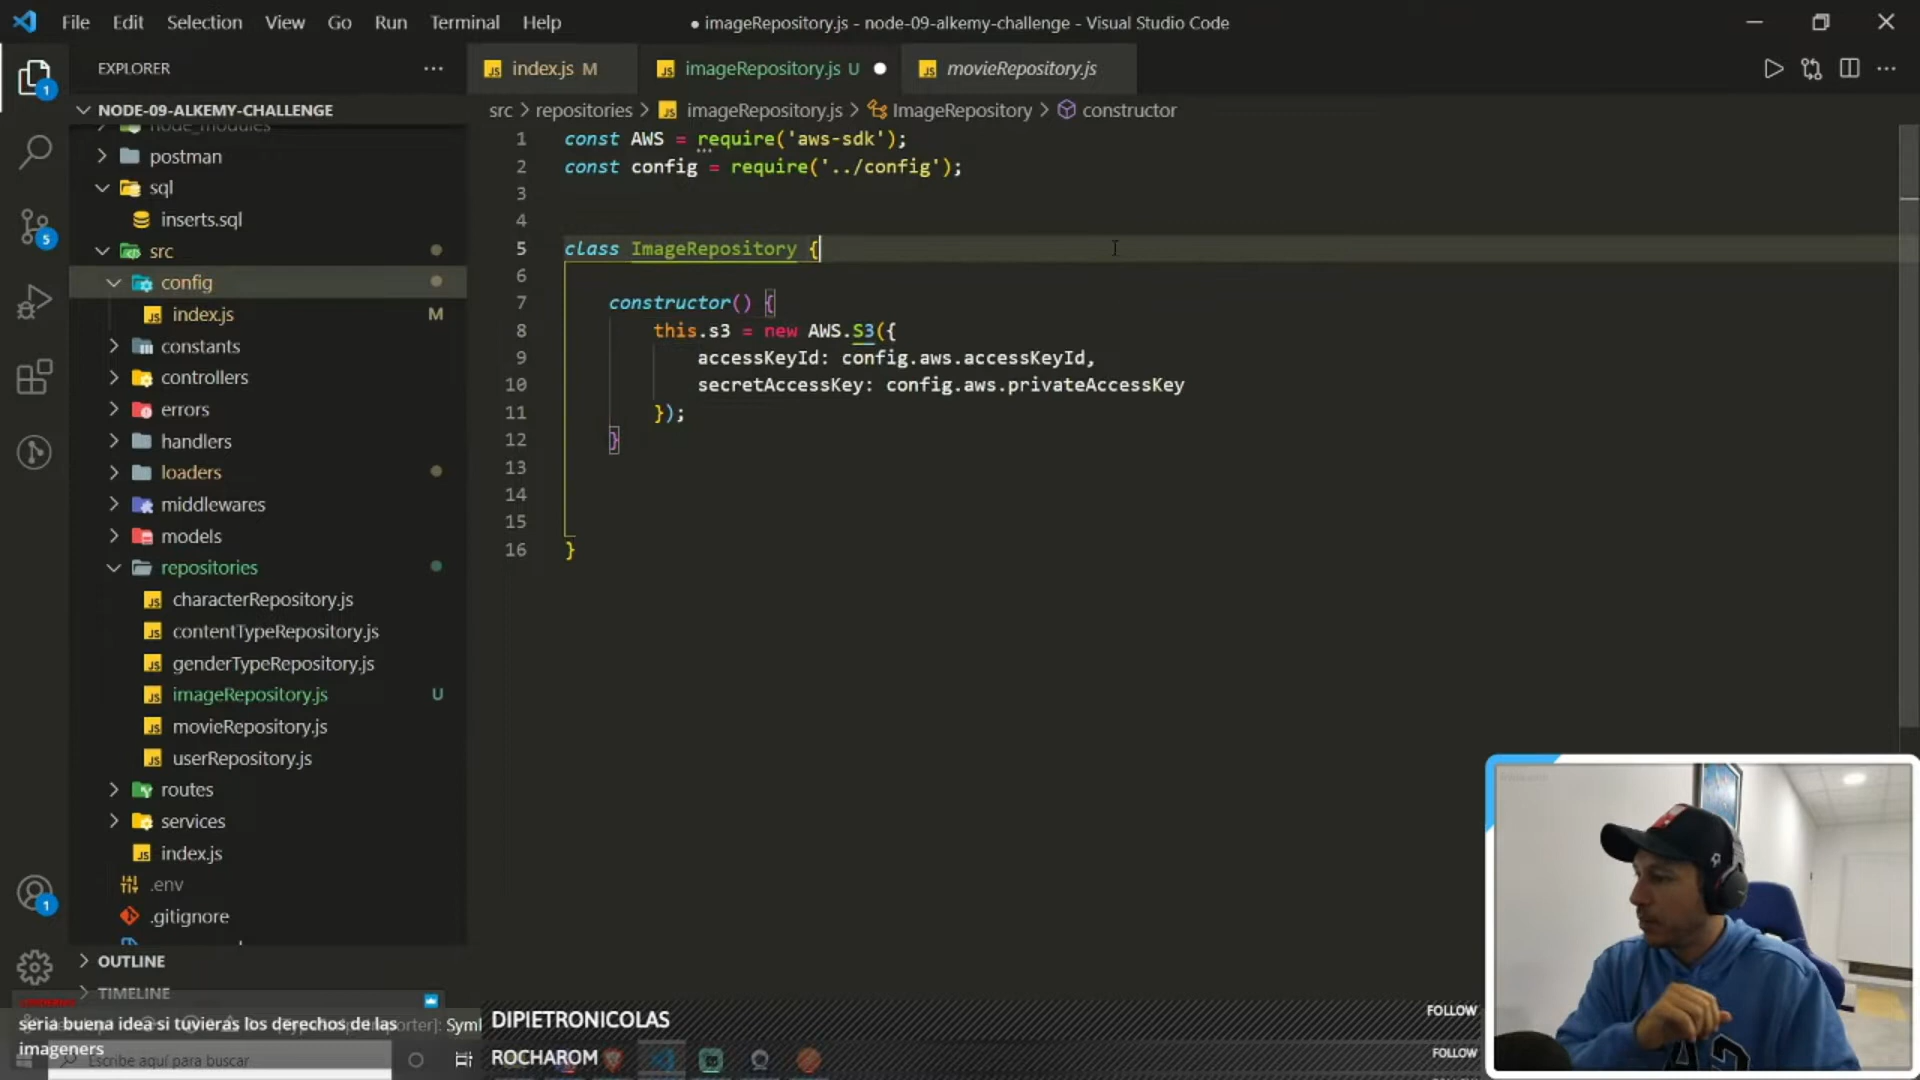 File Edit Selection View Go Run Terminal Help
● imageRepository.js - node-09-alkemy-challenge - Visual Studio Code
EXPLORER
index.js M
imageRepository.js U
movieRepository.js
NODE-09-ALKEMY-CHALLENGE
src > repositories > imageRepository.js > ImageRepository > constructor
node_modules
postman
sql
inserts.sql
src
config
index.js M
constants
controllers
errors
handlers
loaders
middlewares
models
repositories
characterRepository.js
contentTypeRepository.js
genderTypeRepository.js
imageRepository.js U
movieRepository.js
userRepository.js
routes
services
index.js
.env
.gitignore
OUTLINE
TIMELINE
1
5
1
1 const AWS = require('aws-sdk');
2 const config = require('../config');
3
4
5 class ImageRepository {
6
7 constructor() {
8 this.s3 = new AWS.S3({
9 accessKeyId: config.aws.accessKeyId,
10 secretAccessKey: config.aws.privateAccessKey
11 });
12 }
13
14
15
16 }
seria buena idea si tuvieras los derechos de las
imageners
Syml
Escribe aquí para buscar
DIPIETRONICOLAS FOLLOW
ROCHAROM FOLLOW